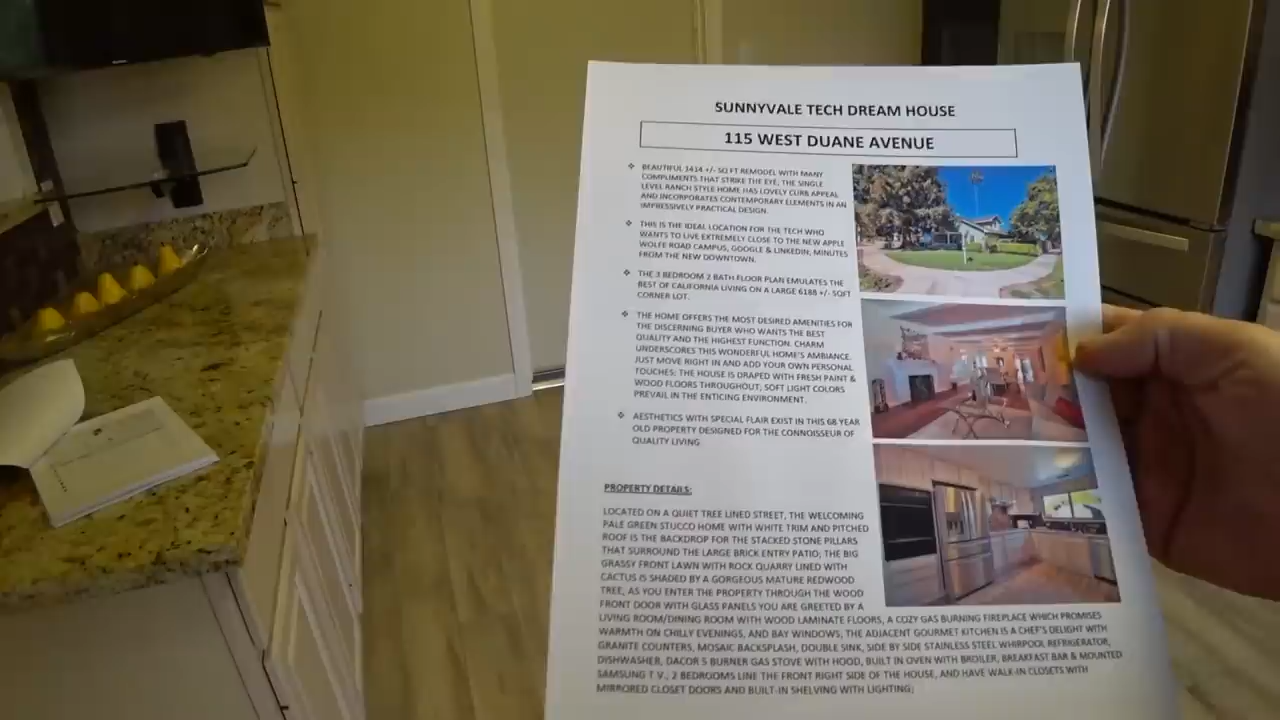 SUNNYVALE TECH DREAM HOUSE
115 WEST DUANE AVENUE
❖ BEAUTIFUL 1414 +/- SQ FT REMODEL WITH MANY
COMPLIMENTS THAT STRIKE THE EYE; THE SINGLE
LEVEL RANCH STYLE HOME HAS LOVELY CURB APPEAL
AND INCORPORATES CONTEMPORARY ELEMENTS IN AN
IMPRESSIVELY PRACTICAL DESIGN.
❖ THIS IS THE IDEAL LOCATION FOR THE TECH WHO
WANTS TO LIVE EXTREMELY CLOSE TO THE NEW APPLE
WOLFE ROAD CAMPUS, GOOGLE & LINKEDIN; MINUTES
FROM THE NEW DOWNTOWN.
❖ THE 3 BEDROOM 2 BATH FLOOR PLAN EMULATES THE
BEST OF CALIFORNIA LIVING ON A LARGE 6188 +/- SQFT
CORNER LOT.
❖ THE HOME OFFERS THE MOST DESIRED AMENITIES FOR
THE DISCERNING BUYER WHO WANTS THE BEST
QUALITY AND THE HIGHEST FUNCTION. CHARM
UNDERSCORES THIS WONDERFUL HOME'S AMBIANCE.
JUST MOVE RIGHT IN AND ADD YOUR OWN PERSONAL
TOUCHES; THE HOUSE IS DRAPED WITH FRESH PAINT &
WOOD FLOORS THROUGHOUT; SOFT LIGHT COLORS
PREVAIL IN THE ENTICING ENVIRONMENT.
❖ AESTHETICS WITH SPECIAL FLAIR EXIST IN THIS 68 YEAR
OLD PROPERTY DESIGNED FOR THE CONNOISSEUR OF
QUALITY LIVING.
PROPERTY DETAILS:
LOCATED ON A QUIET TREE LINED STREET, THE WELCOMING
PALE GREEN STUCCO HOME WITH WHITE TRIM AND PITCHED
ROOF IS THE BACKDROP FOR THE STACKED STONE PILLARS
THAT SURROUND THE LARGE BRICK ENTRY PATIO; THE BIG
GRASSY FRONT LAWN WITH ROCK QUARRY LINED WITH
CACTUS IS SHADED BY A GORGEOUS MATURE REDWOOD
TREE, AS YOU ENTER THE PROPERTY THROUGH THE WOOD
FRONT DOOR WITH GLASS PANELS YOU ARE GREETED BY A
LIVING ROOM/DINING ROOM WITH WOOD LAMINATE FLOORS, A COZY GAS BURNING FIREPLACE WHICH PROMISES
WARMTH ON CHILLY EVENINGS, AND BAY WINDOWS, THE ADJACENT GOURMET KITCHEN IS A CHEF'S DELIGHT WITH
GRANITE COUNTERS, MOSAIC BACKSPLASH, DOUBLE SINK, SIDE BY SIDE STAINLESS STEEL WHIRPOOL REFRIGERATOR,
DISHWASHER, DACOR 5 BURNER GAS STOVE WITH HOOD, BUILT IN OVEN WITH BROILER, BREAKFAST BAR & MOUNTED
SAMSUNG T V.; 2 BEDROOMS LINE THE FRONT RIGHT SIDE OF THE HOUSE, AND HAVE WALK-IN CLOSETS WITH
MIRRORED CLOSET DOORS AND BUILT-IN SHELVING WITH LIGHTING;